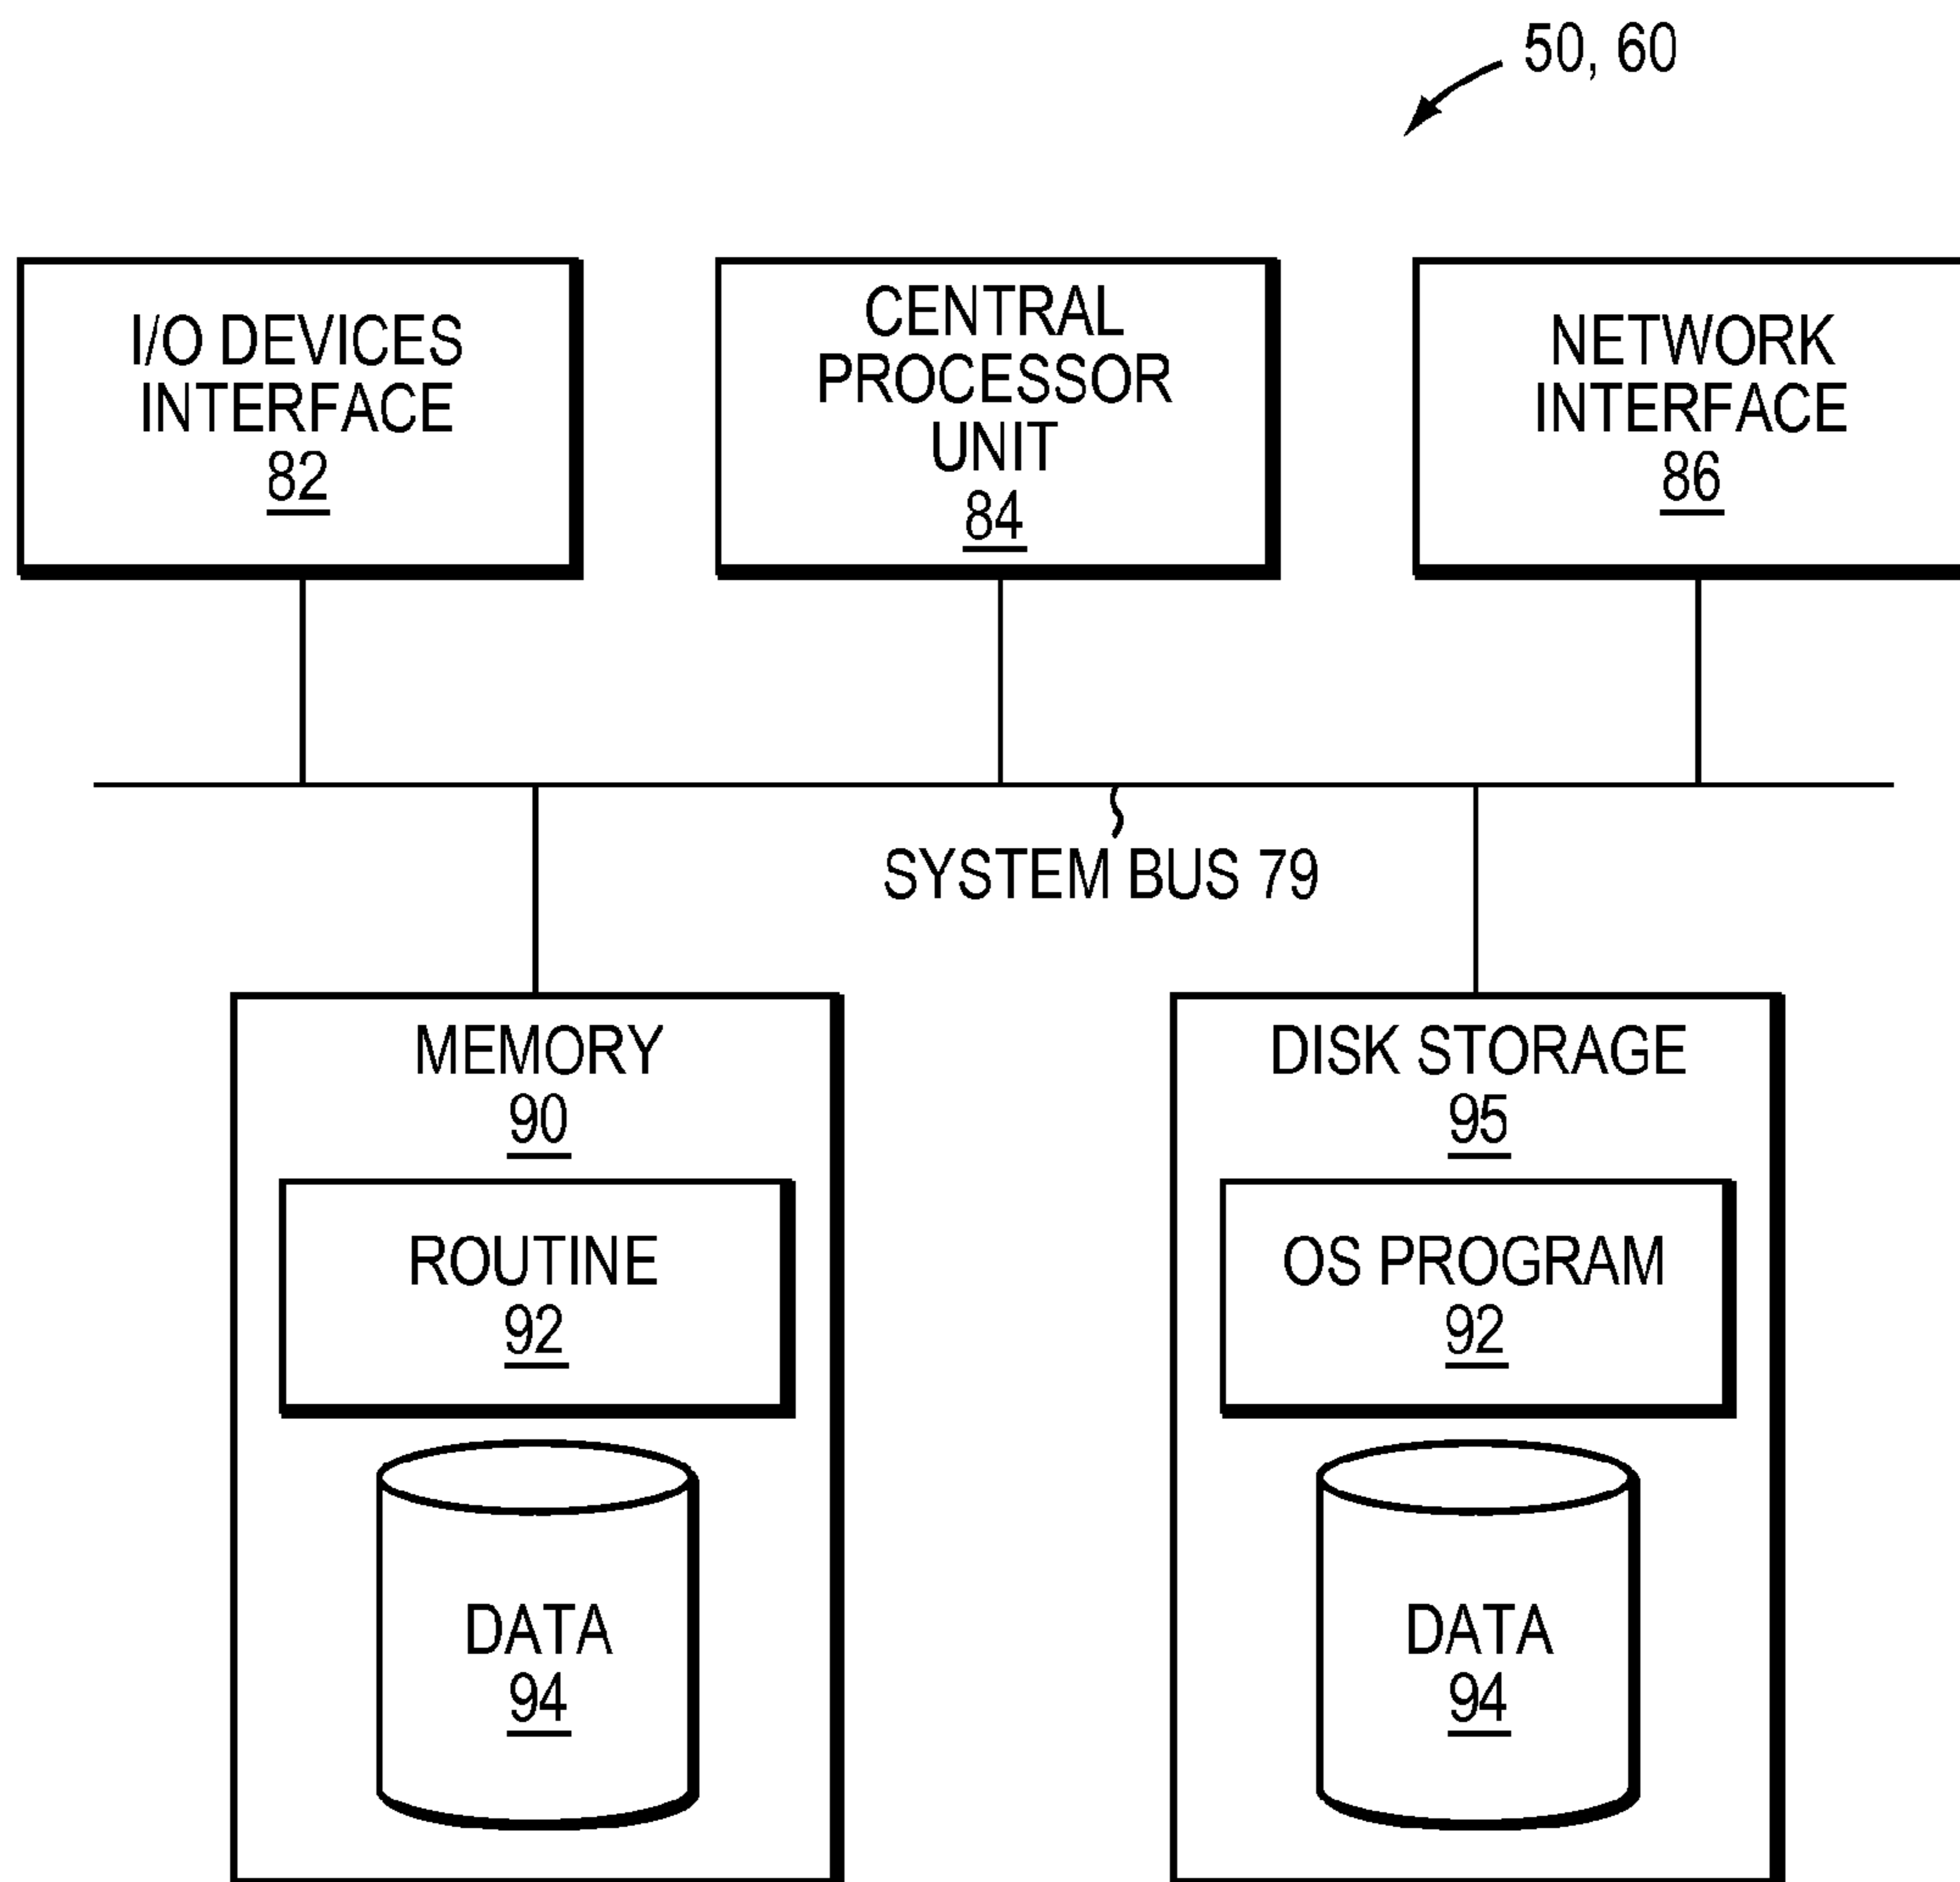 50, 60
I/O DEVICES
INTERFACE
82
CENTRAL
PROCESSOR
UNIT
84
NETWORK
INTERFACE
86
SYSTEM BUS 79
MEMORY
90
ROUTINE
92
DATA
94
DISK STORAGE
95
OS PROGRAM
92
DATA
94